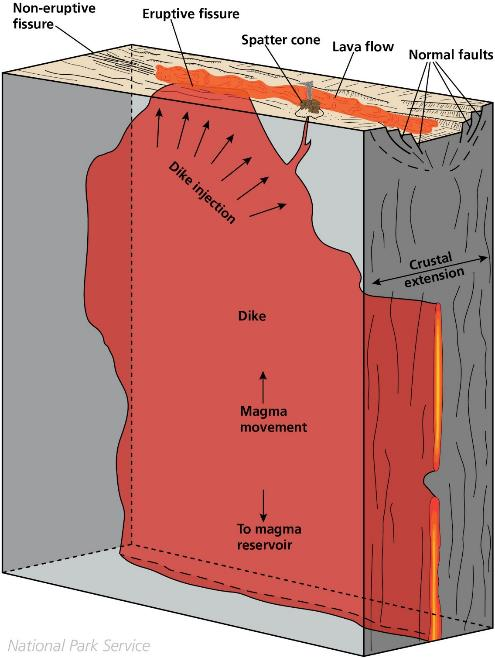 Non-eruptive
fissure
Eruptive fissure
Spatter cone
Lava flow
Normal faults
Dike injection
Crustal
extension
Dike
Magma
movement
To magma
reservoir
National Park Service